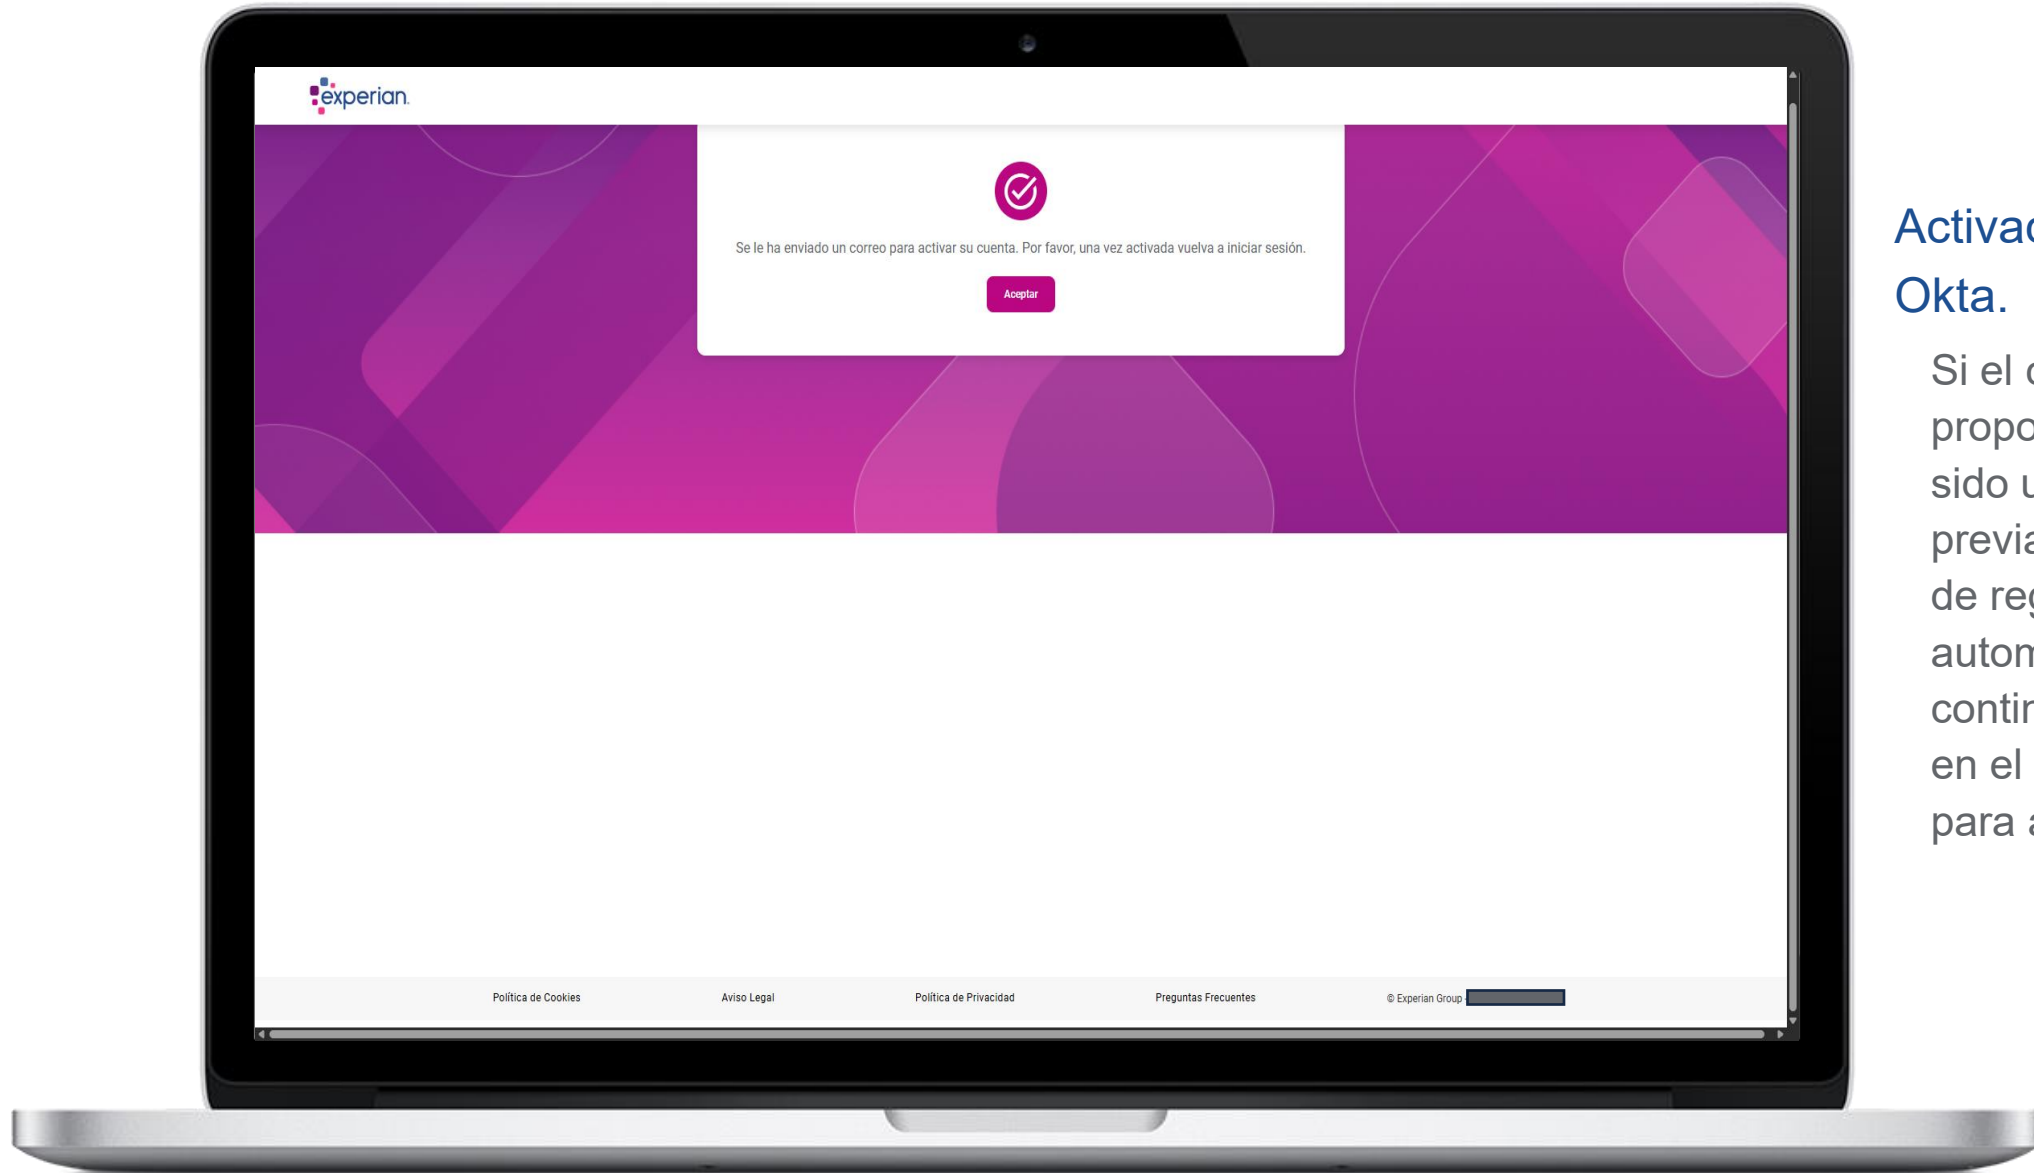 experian.
Se le ha enviado un correo para activar su cuenta. Por favor, una vez activada vuelva a iniciar sesión.
Aceptar
Política de Cookies Aviso Legal Política de Privacidad Preguntas Frecuentes © Experian Group -
Okta.
Si el
sido
de
en el
para